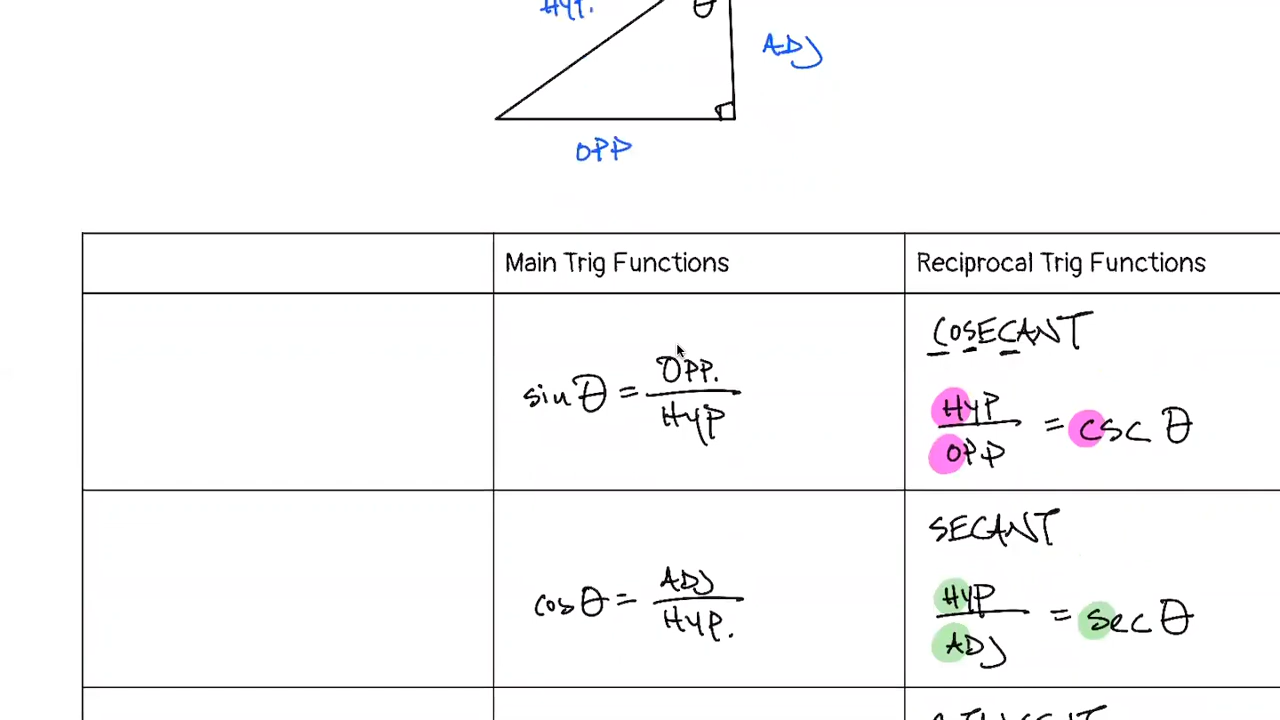 HYP.
θ
ADJ
OPP
Main Trig Functions
Reciprocal Trig Functions
sin θ = OPP. / HYP
COSECANT
HYP / OPP = csc θ
cos θ = ADJ / HYP.
SECANT
HYP / ADJ = sec θ